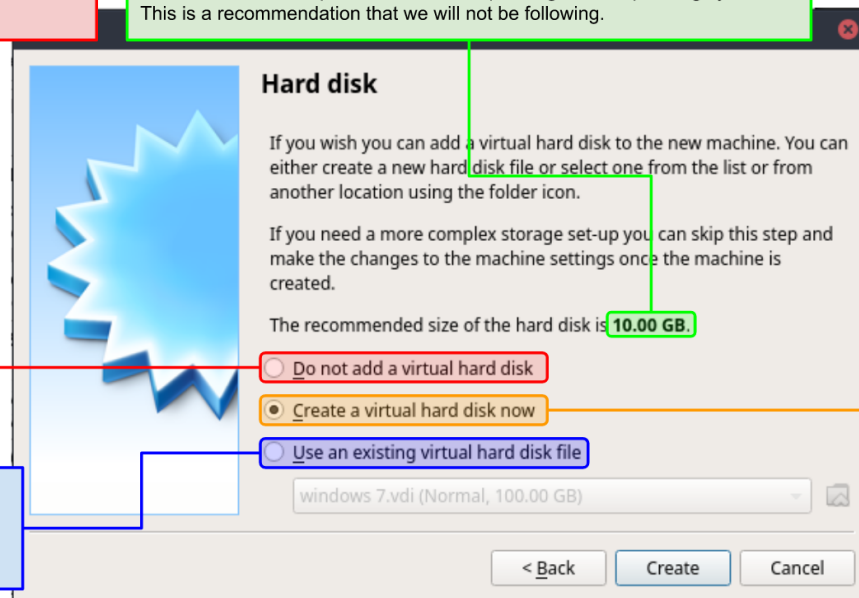 This is a recommendation that we will not be following.
Hard disk
If you wish you can add a virtual hard disk to the new machine. You can
either create a new hard disk file or select one from the list or from
another location using the folder icon.
If you need a more complex storage set-up you can skip this step and
make the changes to the machine settings once the machine is
created.
The recommended size of the hard disk is 10.00 GB.
Do not add a virtual hard disk
Create a virtual hard disk now
Use an existing virtual hard disk file
windows 7.vdi (Normal, 100.00 GB)
< Back
Create
Cancel